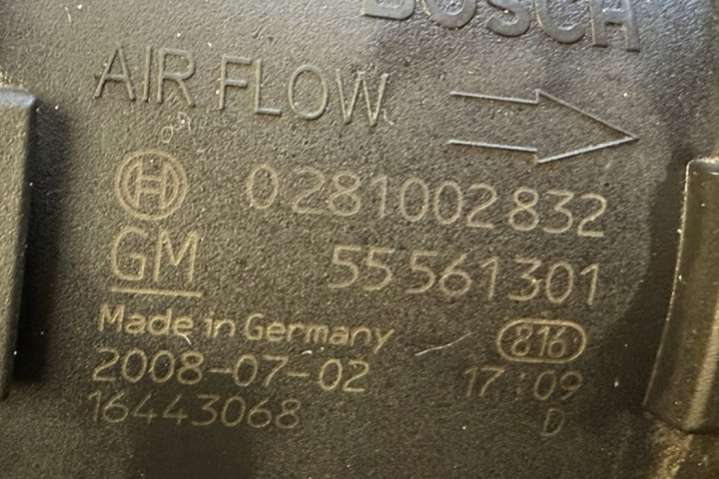 BOSCH
AIR FLOW
0 281 002 832
GM 55 561 301
Made in Germany 816
2008-07-02 17:09
16443068 D